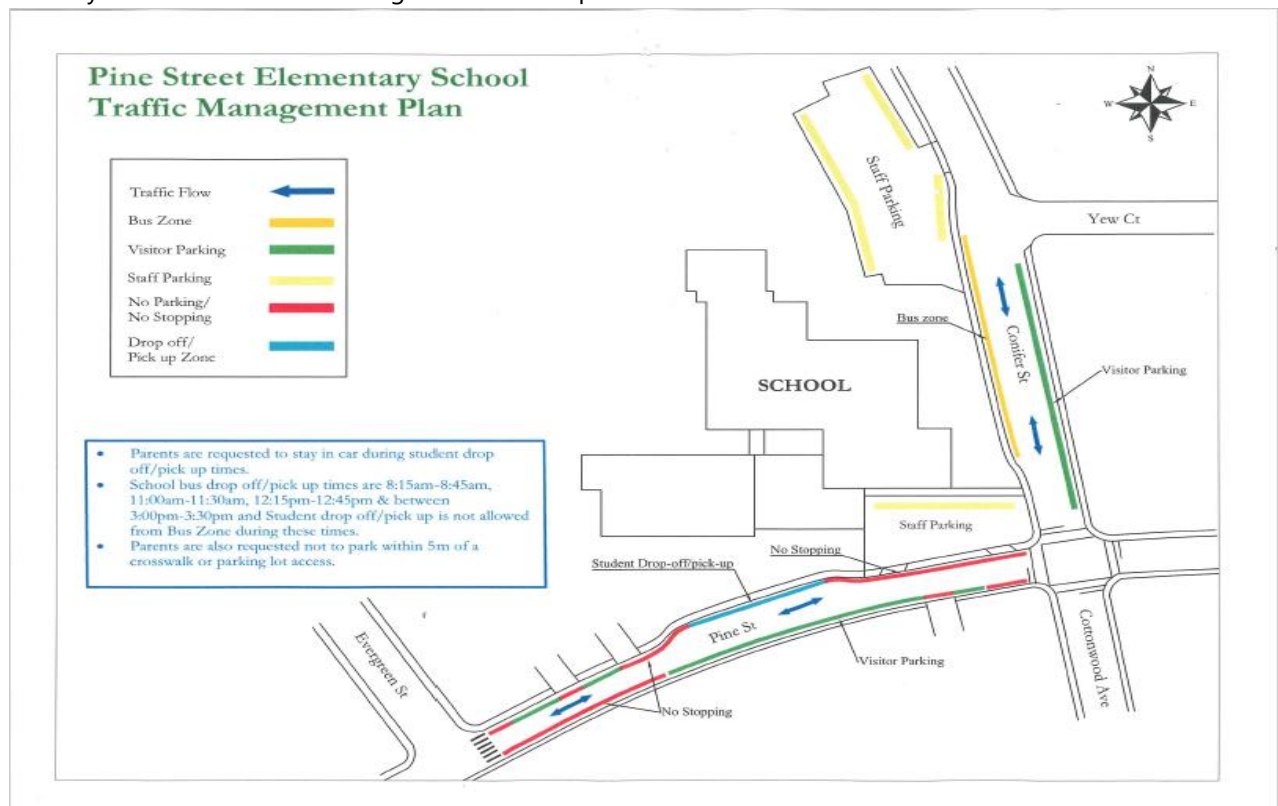 Pine Street Elementary School
Traffic Management Plan
N
W
E
S
Traffic Flow
Bus Zone
Visitor Parking
Staff Parking
No Parking/
No Stopping
Drop off/
Pick up Zone
Staff Parking
Yew Ct
Bus zone
Conifer St
Visitor Parking
SCHOOL
• Parents are requested to stay in car during student drop
off/pick up times.
• School bus drop off/pick up times are 8:15am-8:45am,
11:00am-11:30am, 12:15pm-12:45pm & between
3:00pm-3:30pm and Student drop off/pick up is not allowed
from Bus Zone during these times.
• Parents are also requested not to park within 5m of a
crosswalk or parking lot access.
Staff Parking
No Stopping
Student Drop-off/pick-up
Pine St
Evergreen St
Visitor Parking
Cottonwood Ave
No Stopping